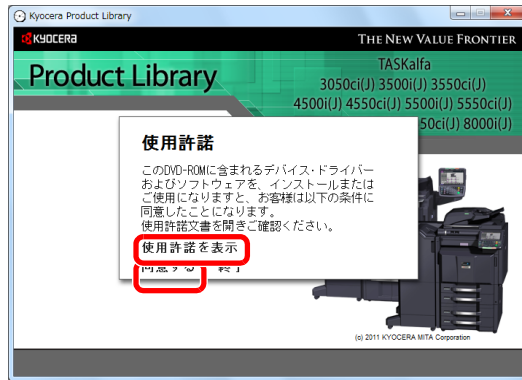 Kyocera Product Library
KYOCERA
THE NEW VALUE FRONTIER
Product Library
TASKalfa
3050ci(J) 3500i(J) 3550ci(J)
4500i(J) 4550ci(J) 5500i(J) 5550ci(J)
50ci(J) 8000i(J)
使用許諾
このDVD-ROMに含まれるデバイス・ドライバー
およびソフトウェアを、インストールまたは
ご使用になりますと、お客様は以下の条件に
同意したことになります。
使用許諾文書を開きご確認ください。
使用許諾を表示
同意する 終了
(c) 2011 KYOCERA MITA Corporation